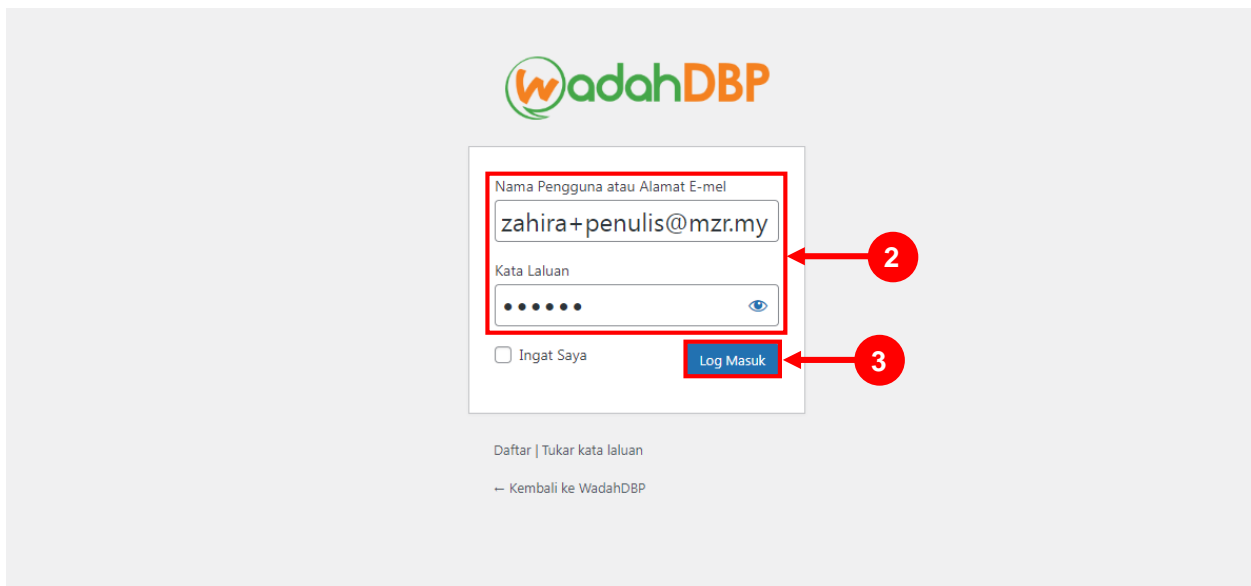 WadahDBP
Nama Pengguna atau Alamat E-mel
zahira+penulis@mzr.my
2
Kata Laluan
••••••
Ingat Saya
Log Masuk
3
Daftar | Tukar kata laluan
← Kembali ke WadahDBP